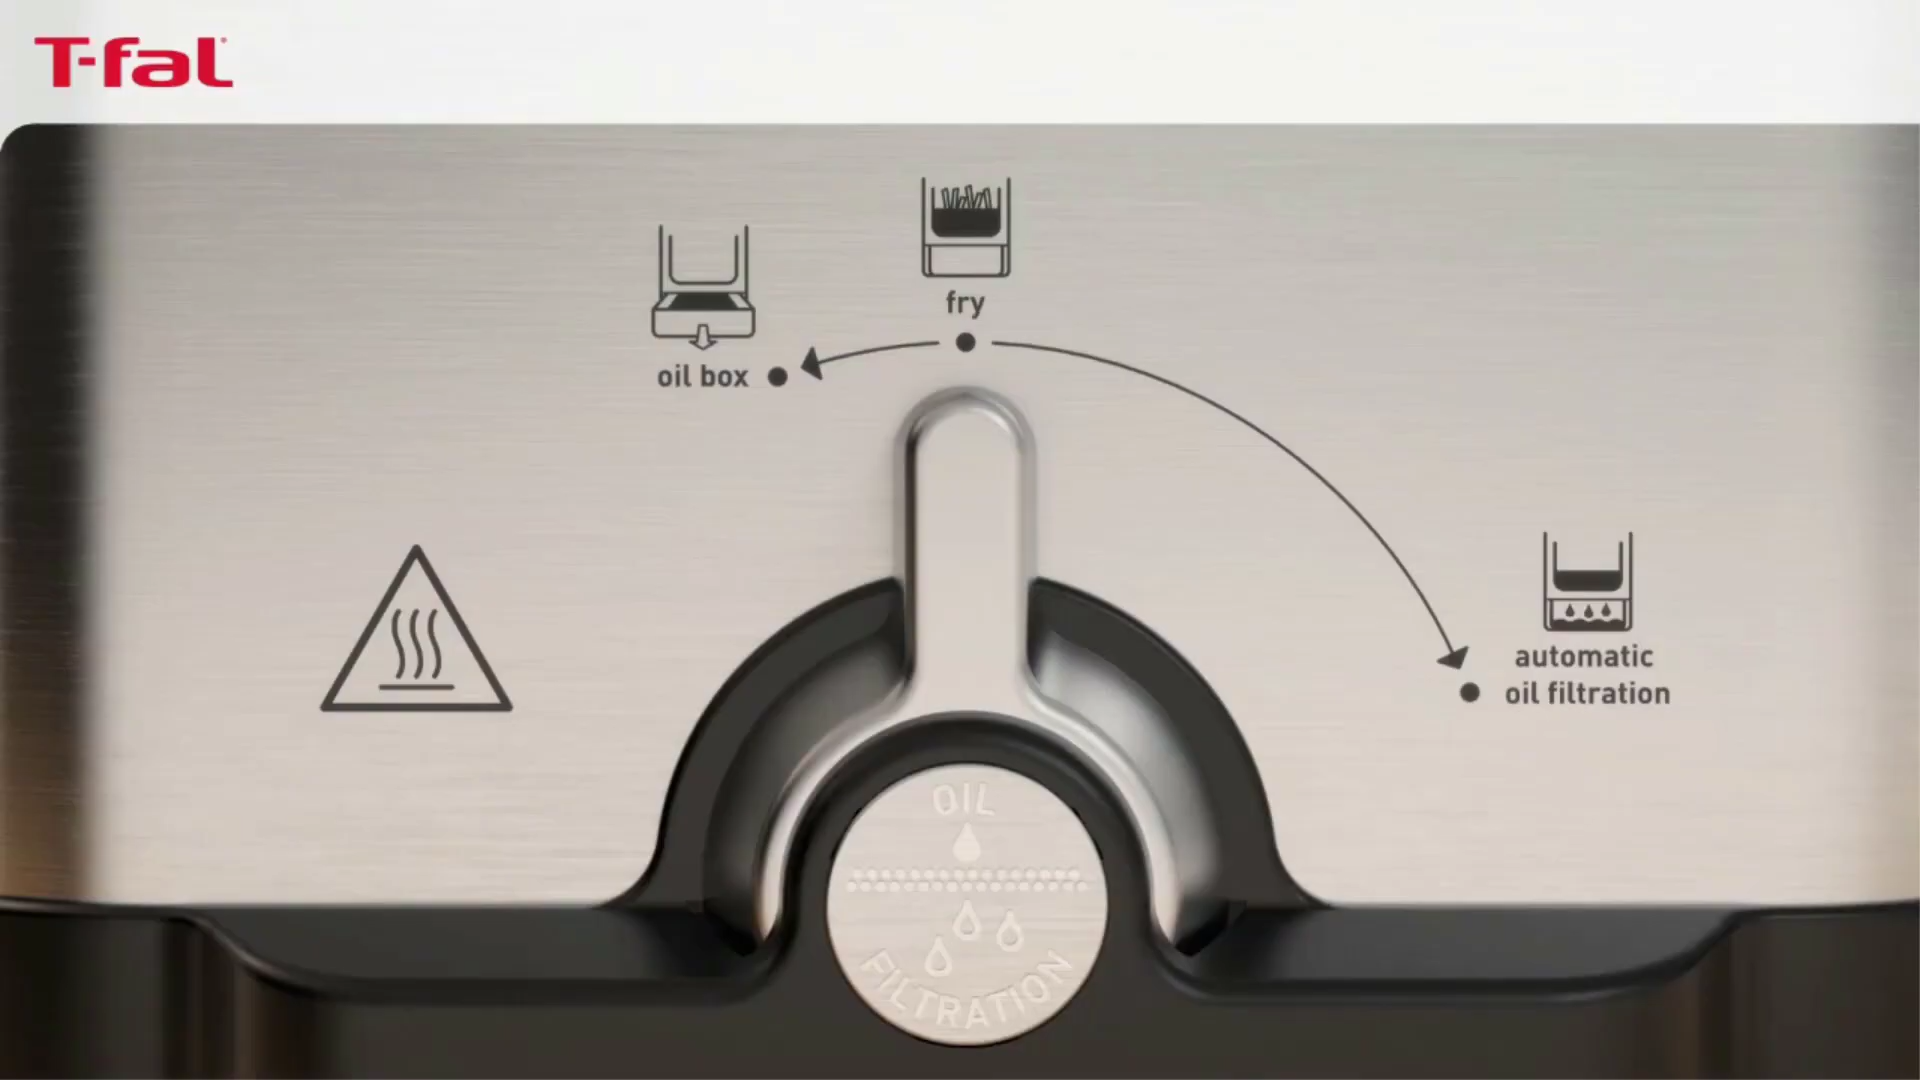 T-fal
fry
oil box
automatic
oil filtration
OIL
FILTRATION